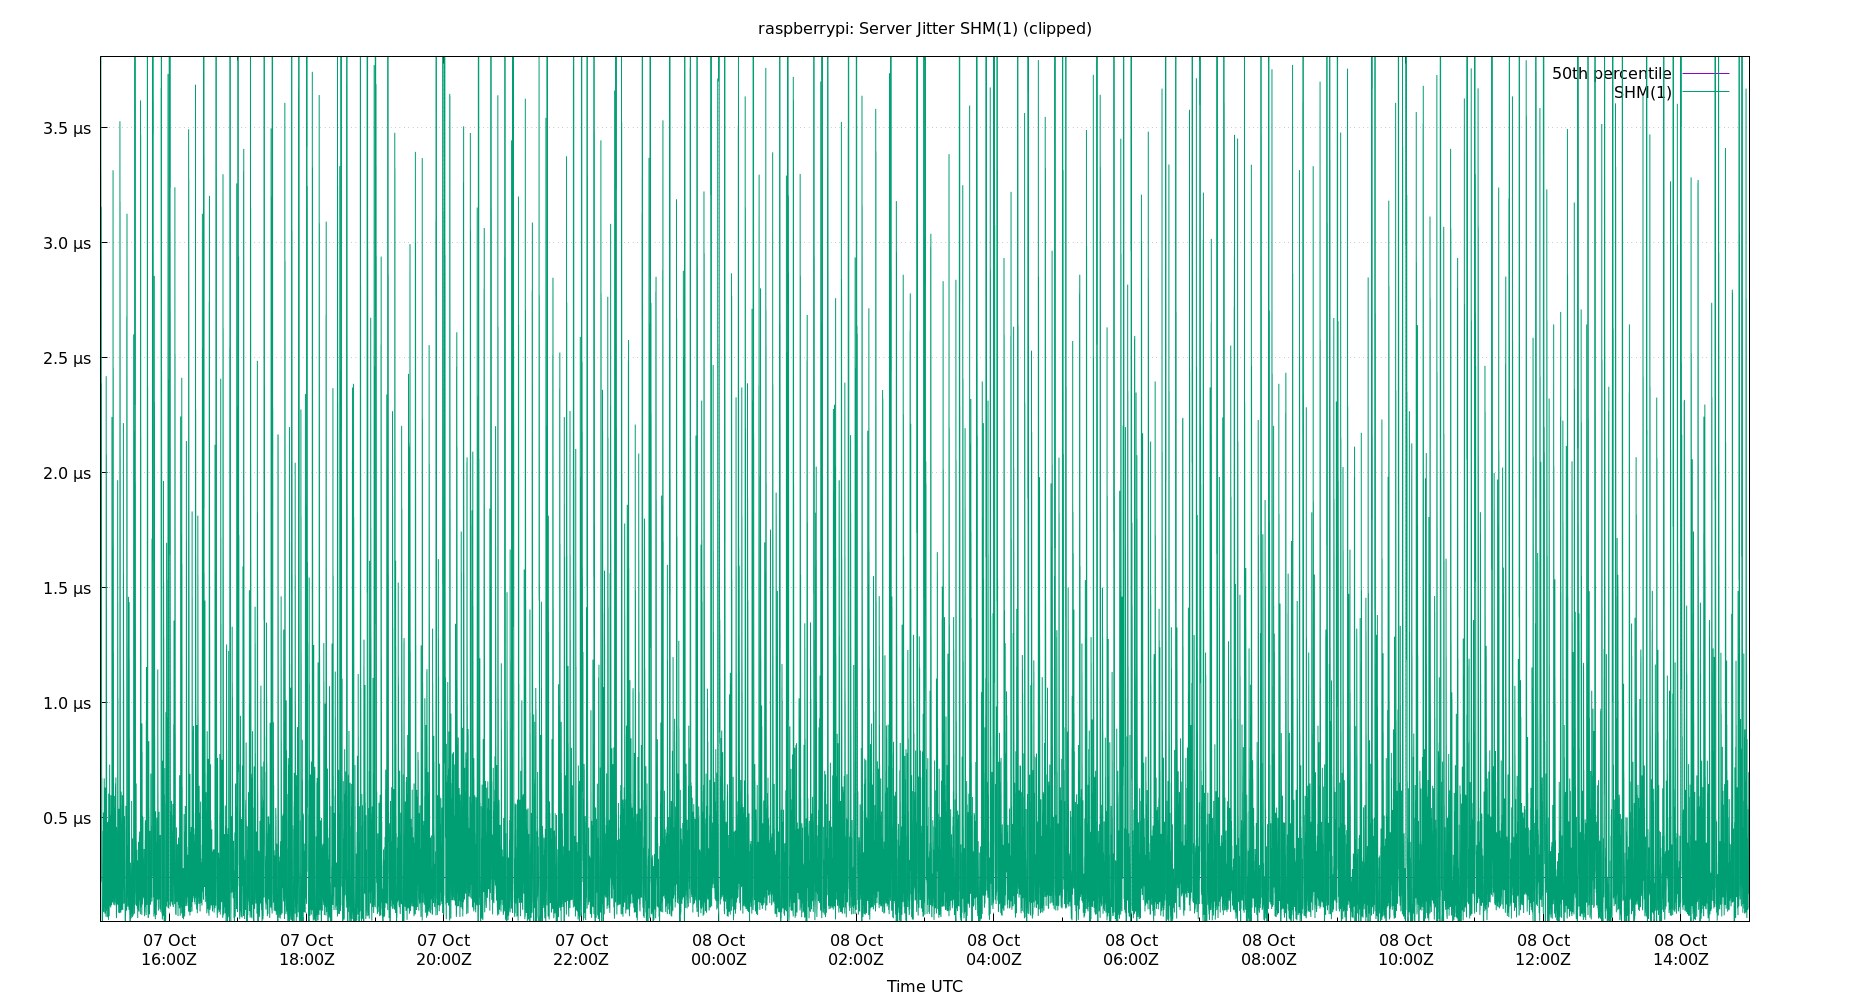 raspberrypi: Server Jitter SHM(1) (clipped)
50th percentile
SHM(1)
3.5 µs
3.0 µs
2.5 µs
2.0 µs
1.5 µs
1.0 µs
0.5 µs
07 Oct 07 Oct 07 Oct 07 Oct 08 Oct 08 Oct 08 Oct 08 Oct 08 Oct 08 Oct 08 Oct 08 Oct
16:00Z 18:00Z 20:00Z 22:00Z 00:00Z 02:00Z 04:00Z 06:00Z 08:00Z 10:00Z 12:00Z 14:00Z
Time UTC